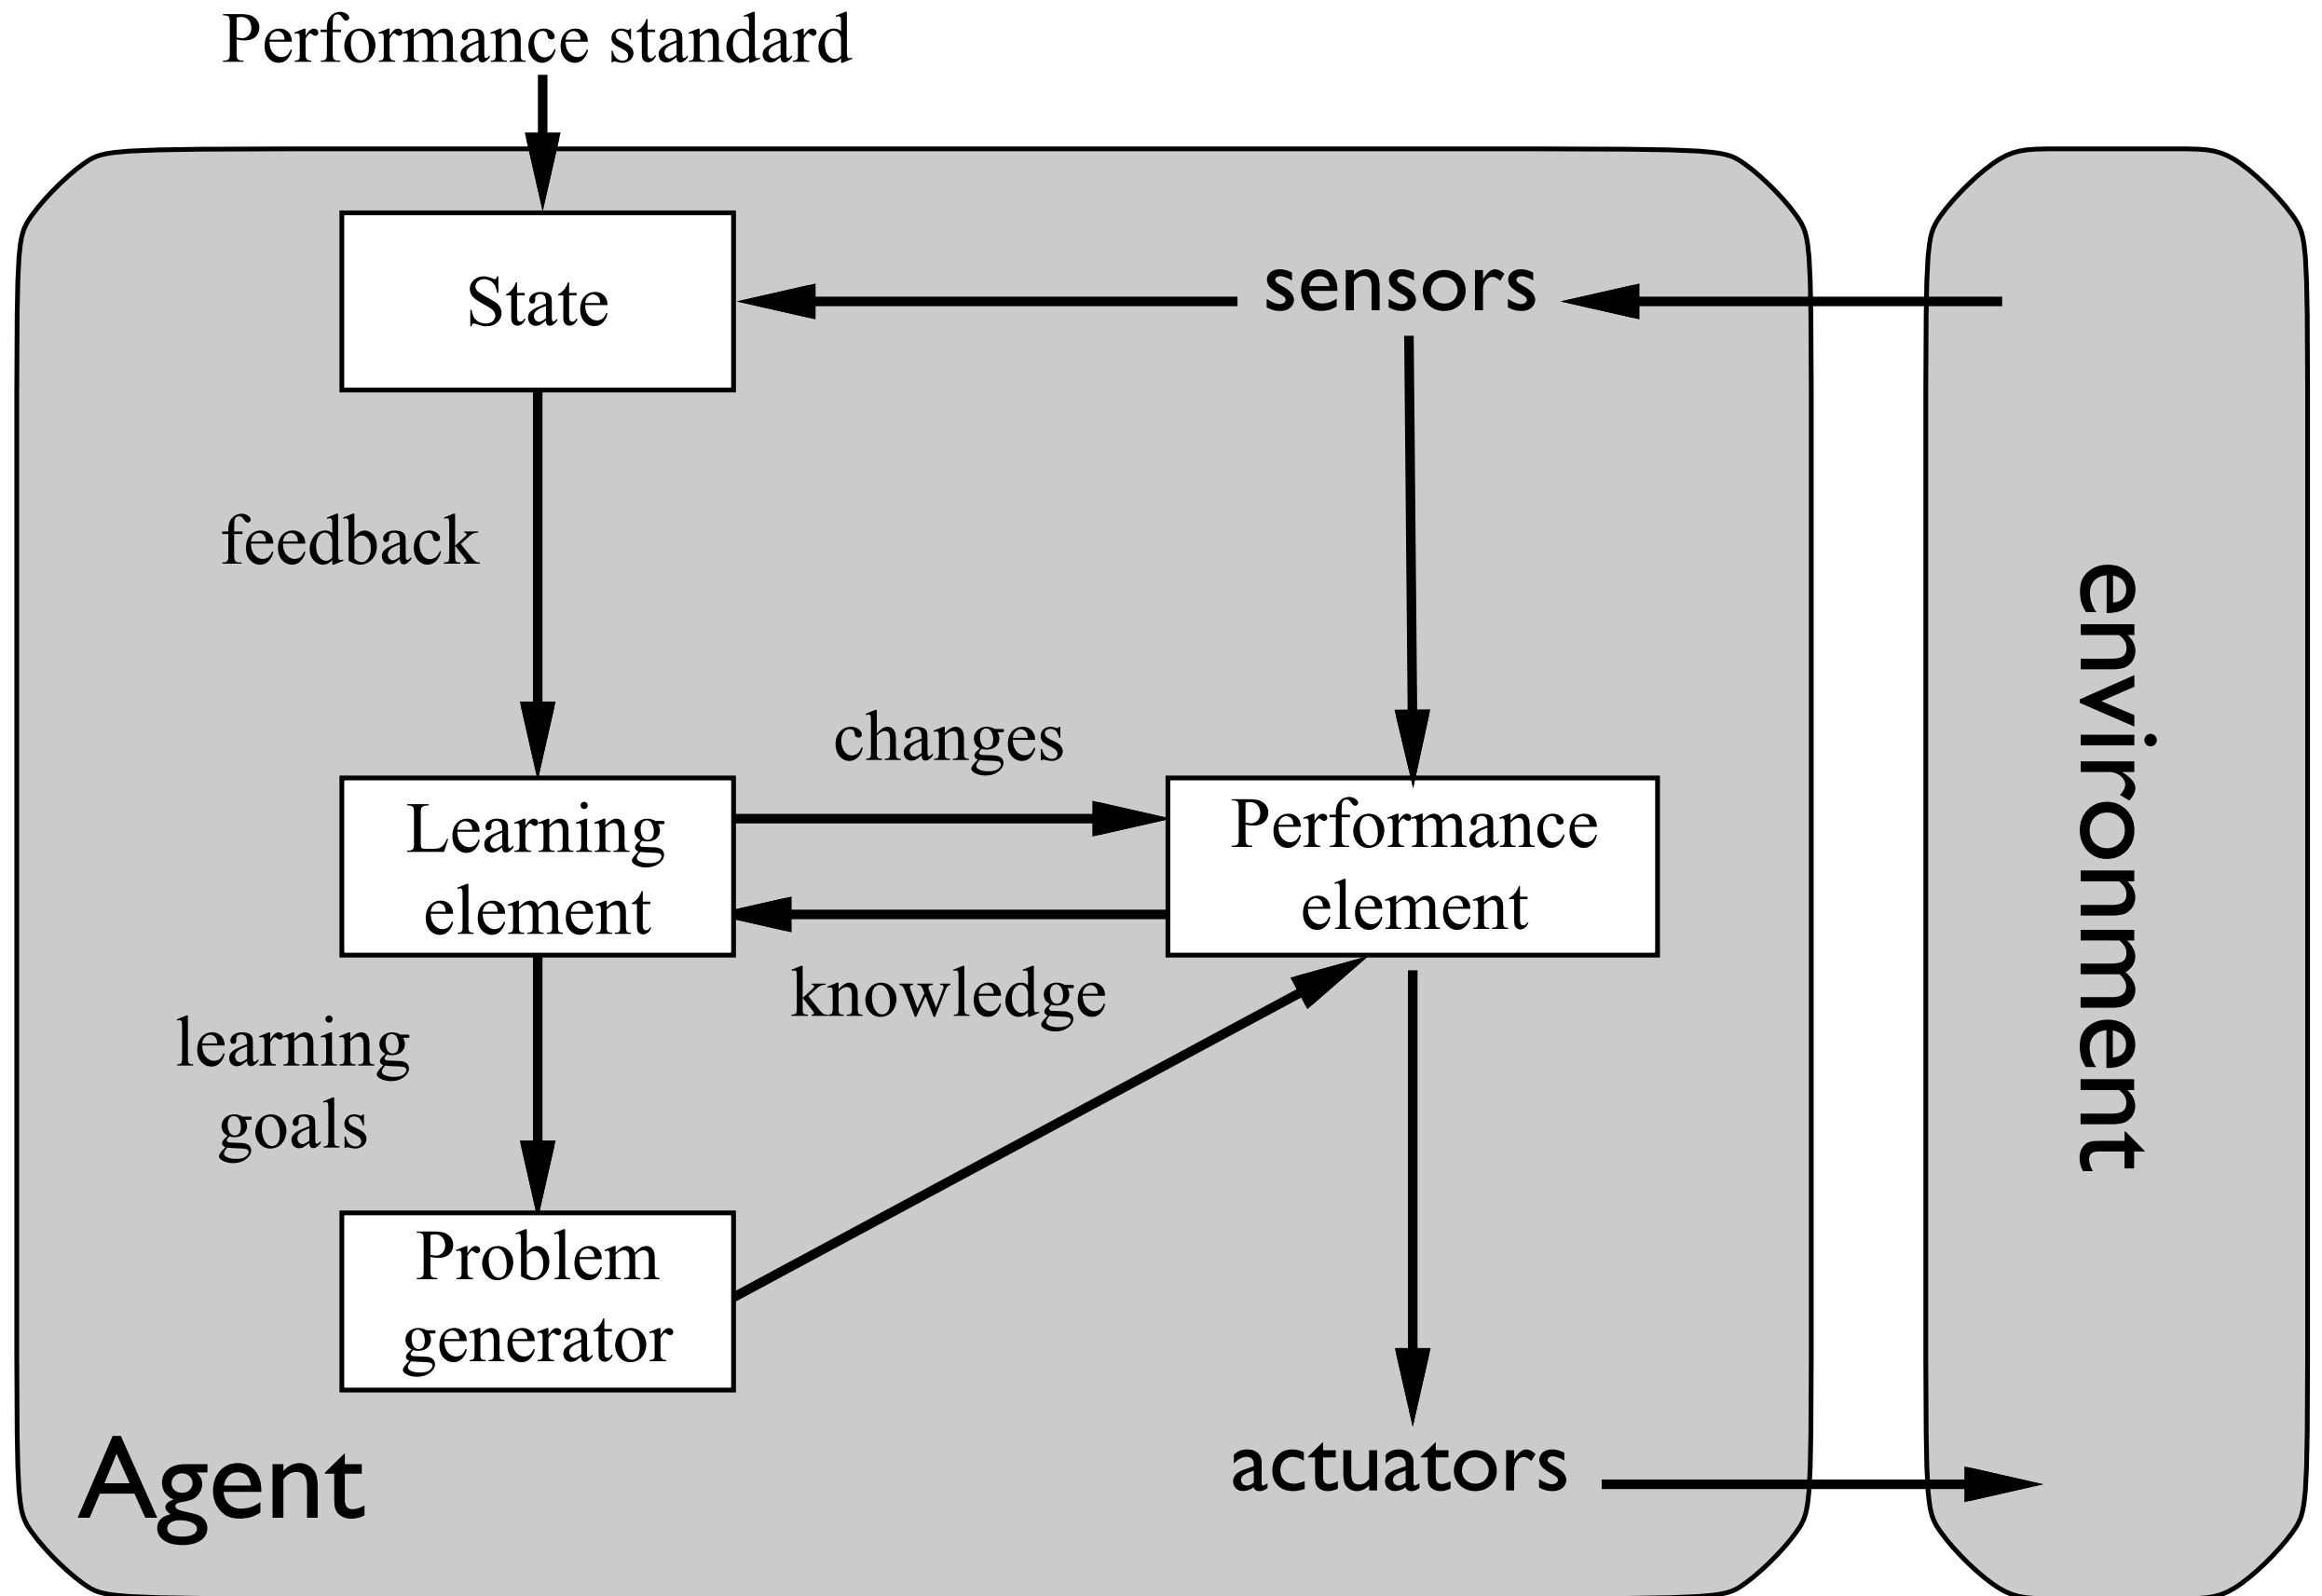 Performance standard
State
sensors
feedback
changes
Learning
element
Performance
element
knowledge
learning
goals
Problem
generator
Agent
actuators
environment